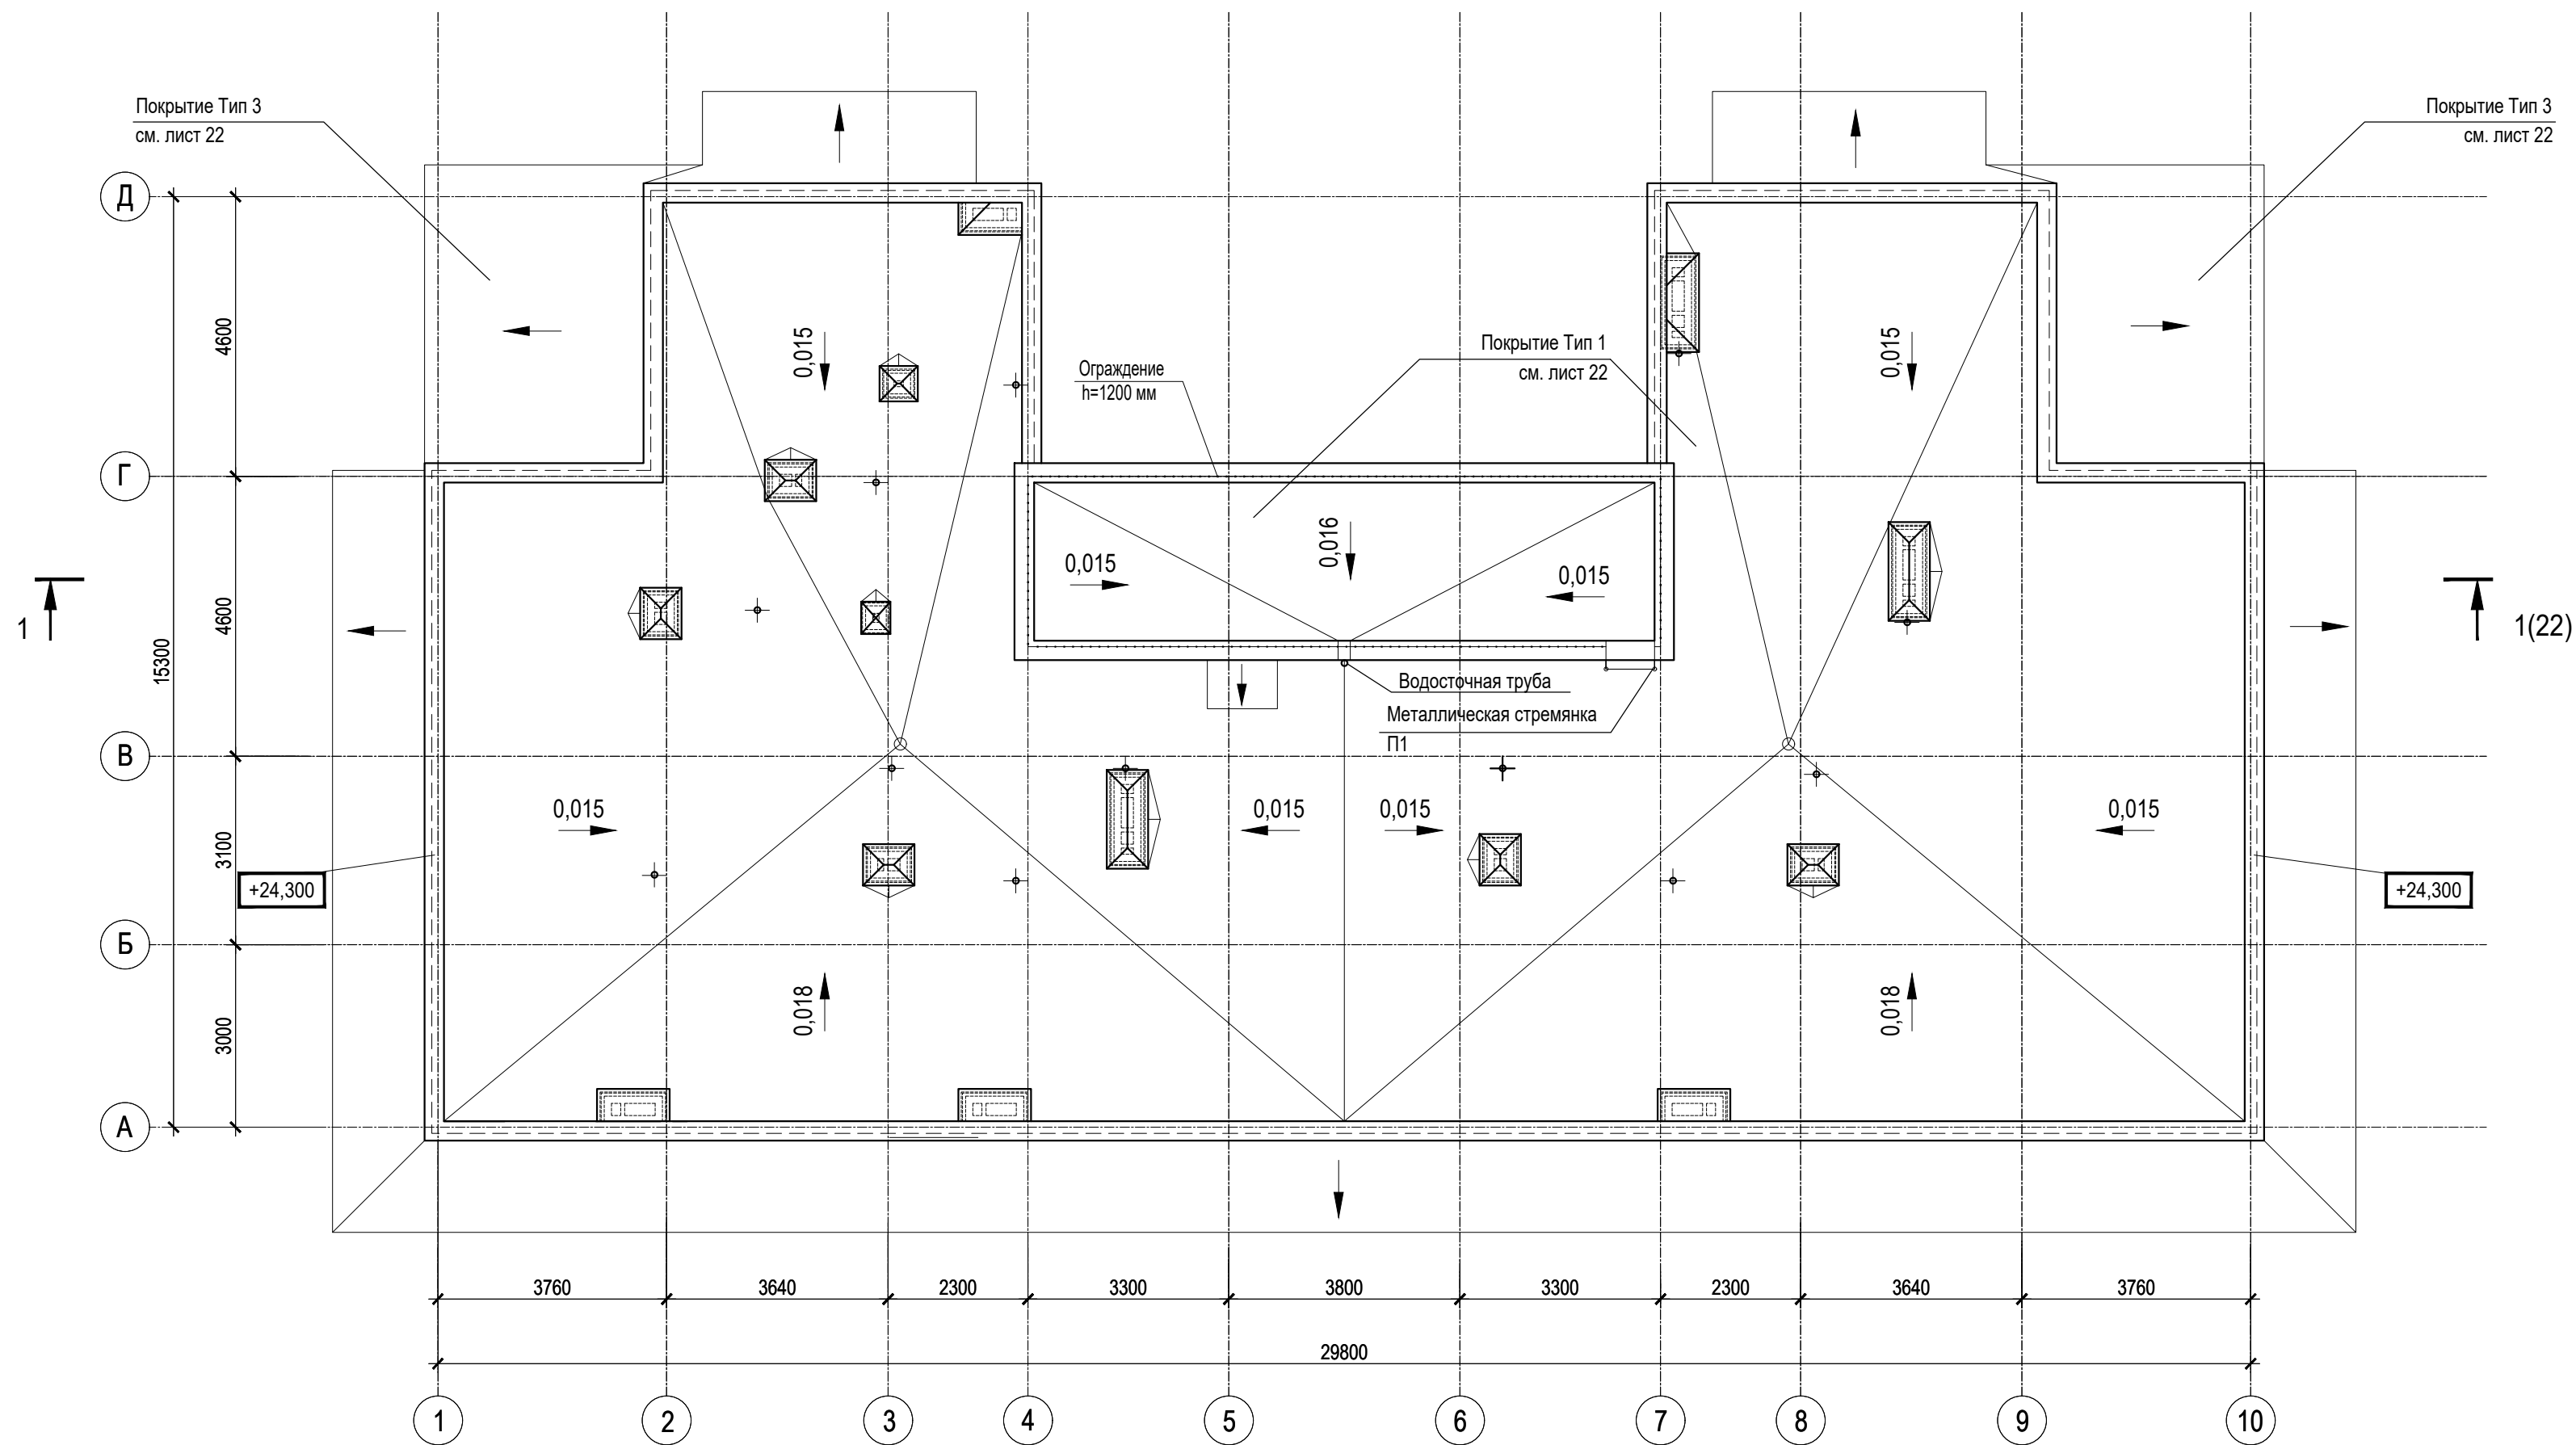 Покрытие Тип 3
см. лист 22
Покрытие Тип 3
см. лист 22
Д
4600
0,015
0,015
Покрытие Тип 1
см. лист 22
Ограждение
h=1200 мм
Г
0,016
0,015
0,015
4600
15300
1
1(22)
Водосточная труба
Металлическая стремянка
П1
В
0,015
0,015
0,015
0,015
3100
+24,300
+24,300
Б
0,018
0,018
3000
А
3760
3640
2300
3300
3800
3300
2300
3640
3760
29800
1
2
3
4
5
6
7
8
9
10